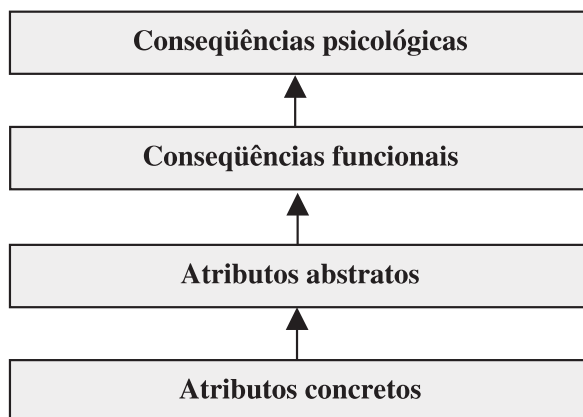 Conseqüências psicológicas
Conseqüências funcionais
Atributos abstratos
Atributos concretos